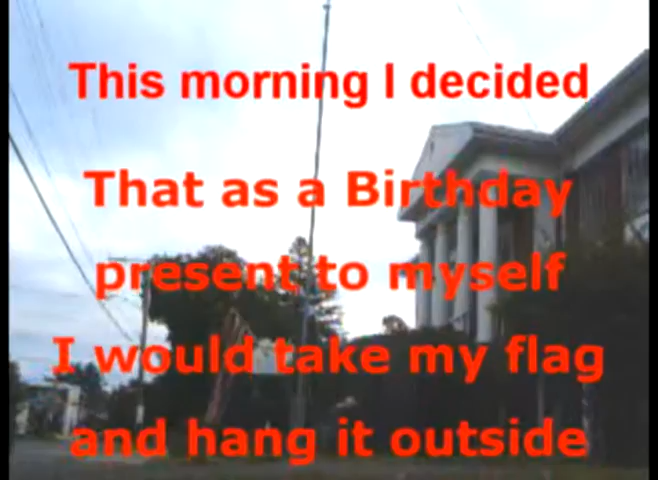 This morning I decided
That as a Birthday
present to myself
I would take my flag
and hang it outside